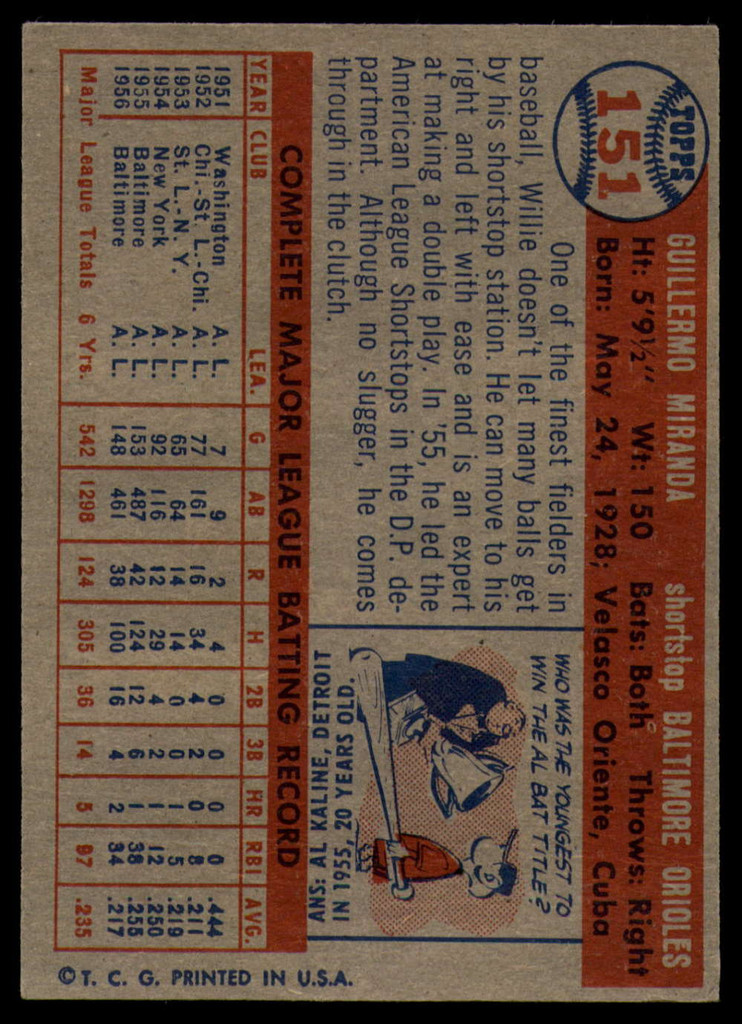 TOPPS
151
GUILLERMO MIRANDA shortstop BALTIMORE ORIOLES
Ht: 5'9½" Wt: 150 Bats: Both Throws: Right
Born: May 24, 1928; Velasco Oriente, Cuba
One of the finest fielders in
baseball, Willie doesn't let many balls get
by his shortstop station. He can move to his
right and left with ease and is an expert
at making a double play. In '55, he led the
American League Shortstops in the D.P. de-
partment. Although no slugger, he comes
through in the clutch.
WHO WAS THE YOUNGEST TO
WIN THE AL BAT TITLE?
ANS: AL KALINE, DETROIT
IN 1955, 20 YEARS OLD.
COMPLETE MAJOR LEAGUE BATTING RECORD
YEAR CLUB LEA. G AB R H 2B 3B HR RBI AVG.
1951 Washington A. L. 7 9 2 4 0 0 0 0 .444
1952 Chi.-St. L.-Chi. A. L. 77 161 16 34 4 2 0 8 .211
1953 St. L.-N. Y. A. L. 65 64 14 14 0 0 1 5 .219
1954 New York A. L. 92 116 12 29 4 2 1 12 .250
1955 Baltimore A. L. 153 487 42 124 12 6 1 38 .255
1956 Baltimore A. L. 148 461 38 100 16 4 2 34 .217
Major League Totals 6 Yrs. 542 1298 124 305 36 14 5 97 .235
© T. C. G. PRINTED IN U.S.A.